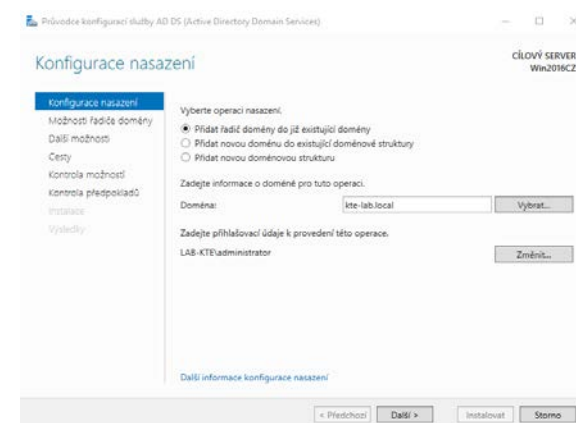 Průvodce konfigurací služby AD DS (Active Directory Domain Services)
CÍLOVÝ SERVER
Win2016CZ
Konfigurace nasazení
Konfigurace nasazení
Možnosti řadiče domény
Další možnosti
Cesty
Kontrola možností
Kontrola předpokladů
Instalace
Výsledky
Vyberte operaci nasazení.
Přidat řadič domény do již existující domény
Přidat novou doménu do existující doménové struktury
Přidat novou doménovou strukturu
Zadejte informace o doméně pro tuto operaci.
Doména: kte-lab.local Vybrat...
Zadejte přihlašovací údaje k provedení této operace.
LAB-KTE\administrator Změnit...
Další informace konfigurace nasazení
< Předchozí Další > Instalovat Storno